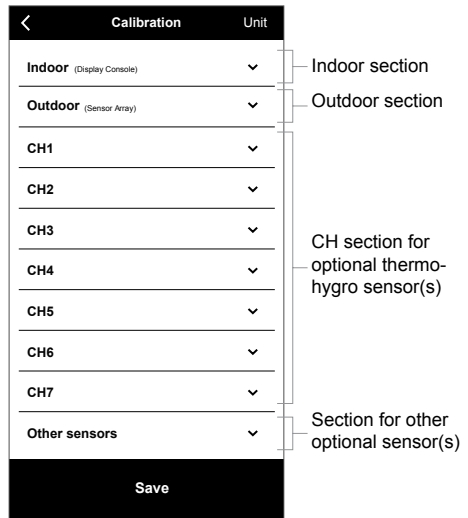 Calibration Unit
Indoor (Display Console)
Indoor section
Outdoor (Sensor Array)
Outdoor section
CH1
CH2
CH3
CH4
CH5
CH6
CH7
CH section for
optional thermo-
hygro sensor(s)
Other sensors
Section for other
optional sensor(s)
Save